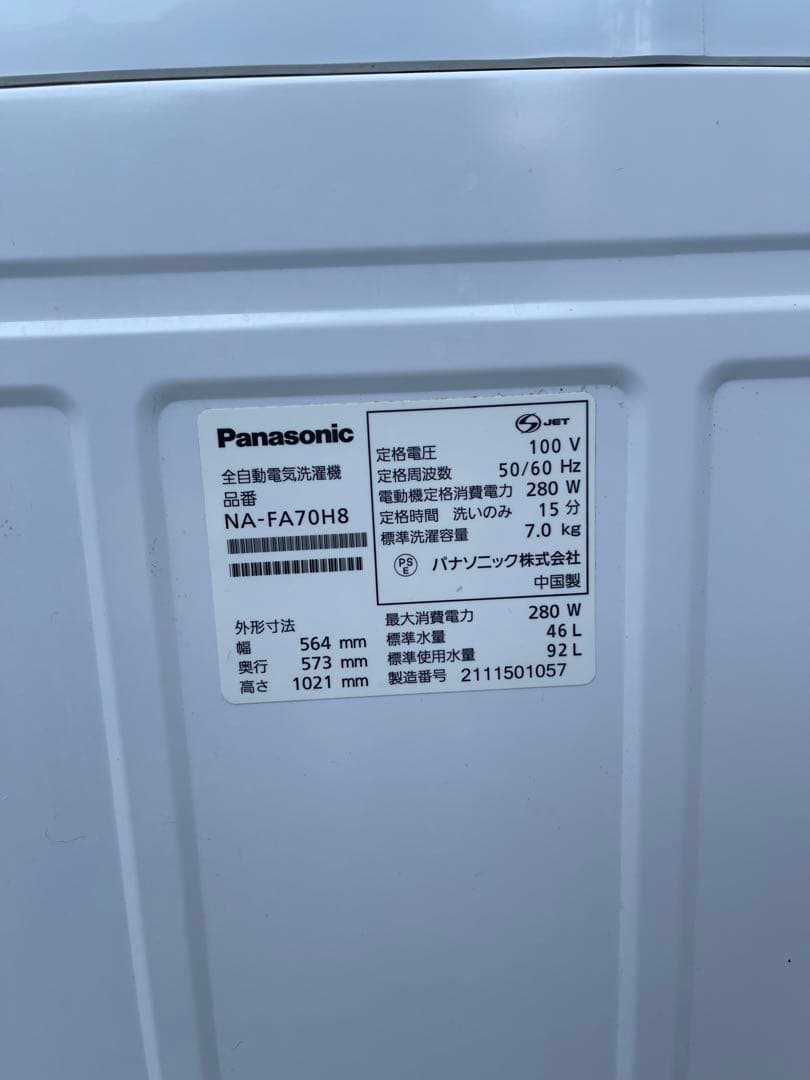 Panasonic
全自動電気洗濯機
品番
NA-FA70H8
外形寸法
幅 564 mm
奥行 573 mm
高さ 1021 mm
JET
定格電圧 100 V
定格周波数 50/60 Hz
電動機定格消費電力 280 W
定格時間 洗いのみ 15 分
標準洗濯容量 7.0 kg
PS E パナソニック株式会社
中国製
最大消費電力 280 W
標準水量 46 L
標準使用水量 92 L
製造番号 2111501057